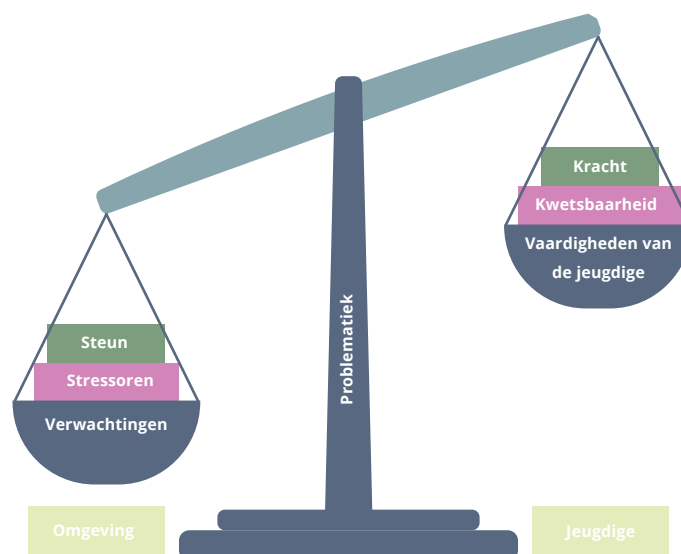 Kracht
Kwetsbaarheid
Vaardigheden van
de jeugdige
Problematiek
Steun
Stressoren
Verwachtingen
Omgeving
Jeugdige